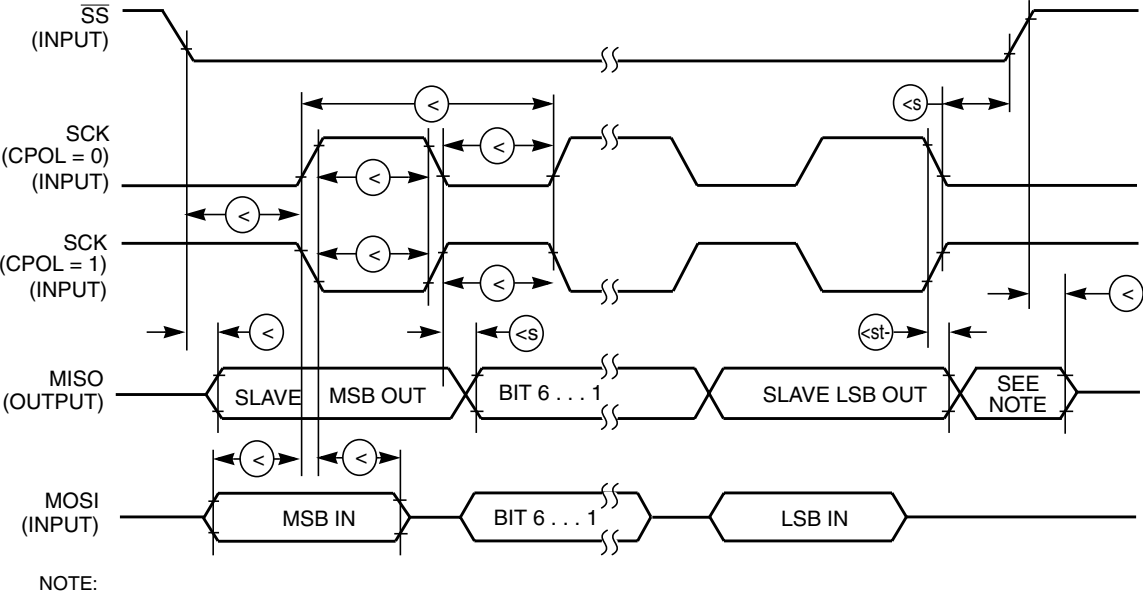 SS
(INPUT)
<
<s
SCK
(CPOL = 0)
(INPUT)
<
<
<
SCK
(CPOL = 1)
(INPUT)
<
<
<
<
<s
<st-
MISO
(OUTPUT)
SLAVE
MSB OUT
BIT 6 . . . 1
SLAVE LSB OUT
SEE
NOTE
<
<
MOSI
(INPUT)
MSB IN
BIT 6 . . . 1
LSB IN
NOTE: